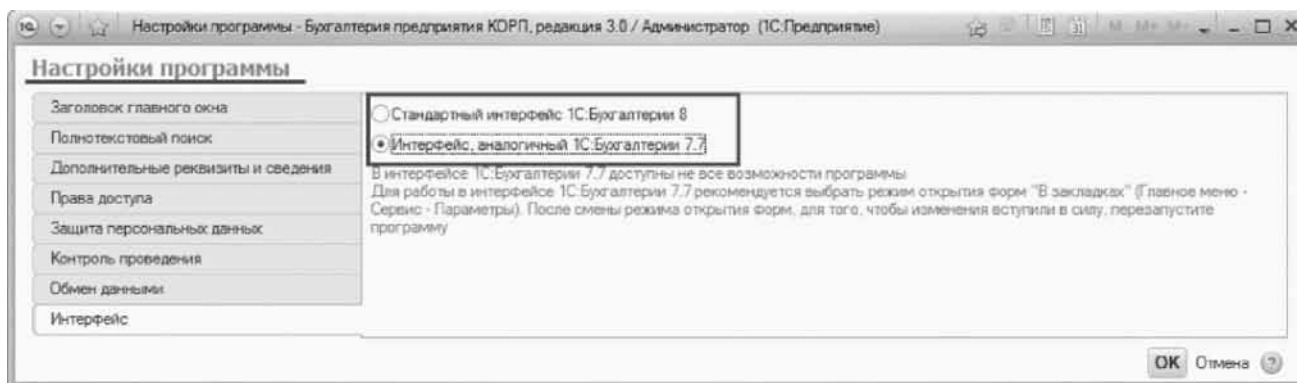 Настройки программы - Бухгалтерия предприятия КОРП, редакция 3.0 / Администратор (1С:Предприятие)
M M+ M-
Настройки программы
Заголовок главного окна
Полнотекстовый поиск
Дополнительные реквизиты и сведения
Права доступа
Защита персональных данных
Контроль проведения
Обмен данными
Интерфейс
Стандартный интерфейс 1С:Бухгалтерии 8
Интерфейс, аналогичный 1С:Бухгалтерии 7.7
В интерфейсе 1С:Бухгалтерии 7.7 доступны не все возможности программы
Для работы в интерфейсе 1С:Бухгалтерии 7.7 рекомендуется выбрать режим открытия форм "В закладках" (Главное меню -
Сервис - Параметры). После смены режима открытия форм, для того, чтобы изменения вступили в силу, перезапустите
программу
ОК Отмена ?